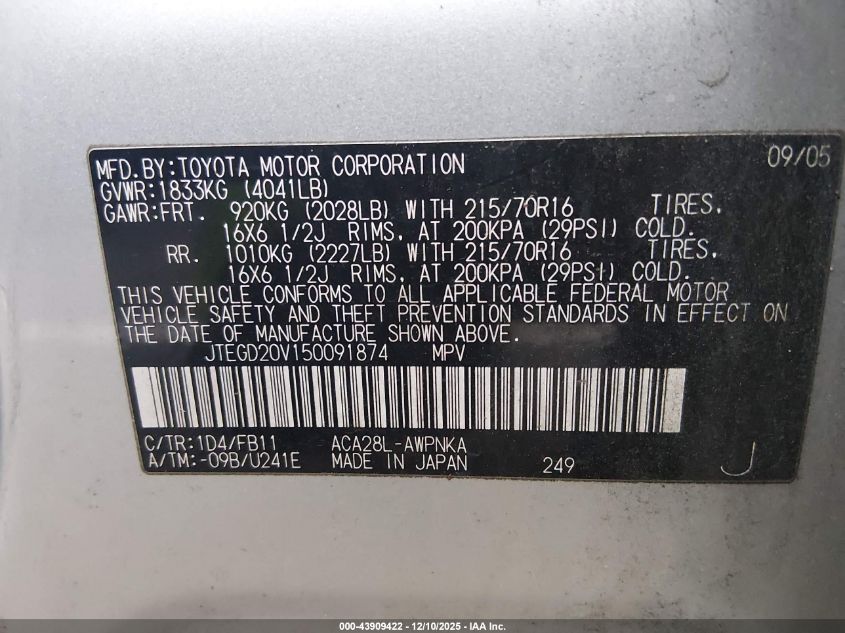 MFD.BY:TOYOTA MOTOR CORPORATION 09/05
GVWR:1833KG (4041LB)
GAWR:FRT. 920KG (2028LB) WITH 215/70R16 TIRES,
16X6 1/2J RIMS, AT 200KPA (29PSI) COLD.
RR. 1010KG (2227LB) WITH 215/70R16 TIRES,
16X6 1/2J RIMS, AT 200KPA (29PSI) COLD.
THIS VEHICLE CONFORMS TO ALL APPLICABLE FEDERAL MOTOR
VEHICLE SAFETY AND THEFT PREVENTION STANDARDS IN EFFECT ON
THE DATE OF MANUFACTURE SHOWN ABOVE.
JTEGD20V150091874 MPV
C/TR:1D4/FB11 ACA28L-AWPNKA
A/TM:-09B/U241E MADE IN JAPAN 249 J
000-43909422 - 12/10/2025 - IAA Inc.